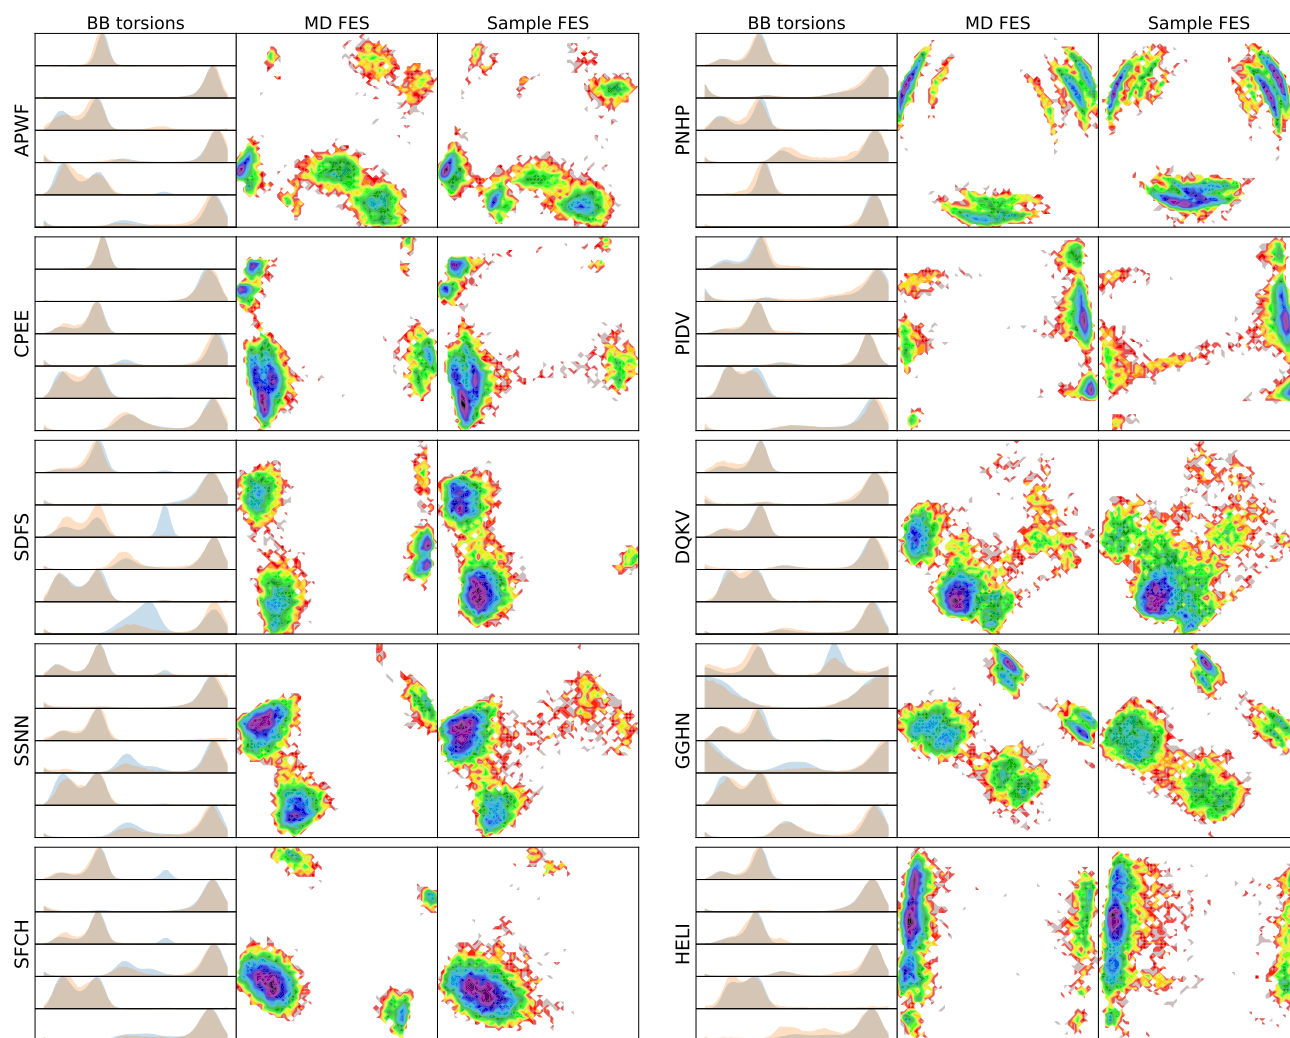 BB torsions MD FES Sample FES BB torsions MD FES Sample FES
APWF PNHP
CPEE PIDV
SDFS DQKV
SSNN GGHN
SFCH HELI